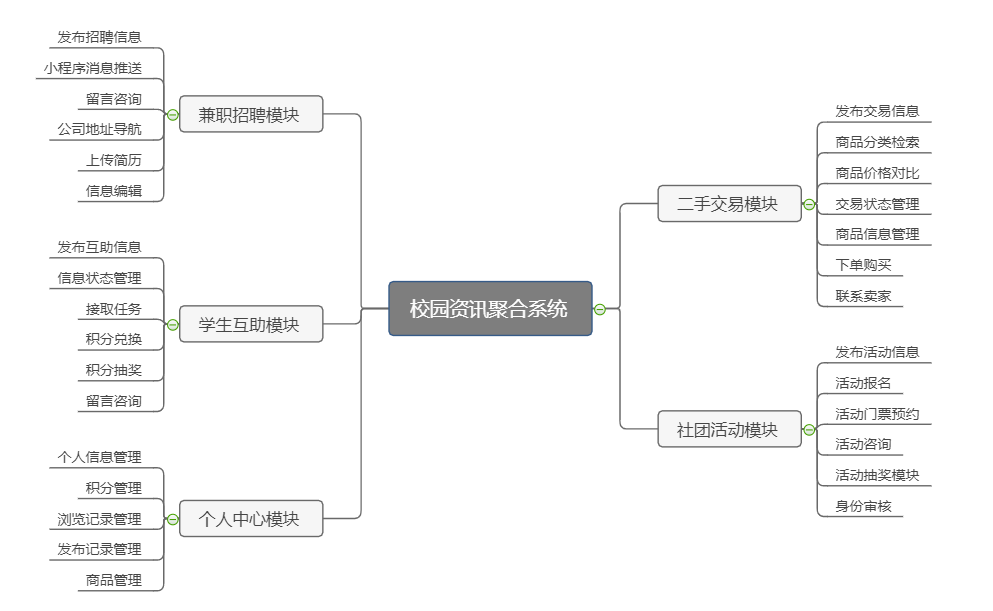 校园资讯聚合系统
兼职招聘模块
发布招聘信息
小程序消息推送
留言咨询
公司地址导航
上传简历
信息编辑
学生互助模块
发布互助信息
信息状态管理
接取任务
积分兑换
积分抽奖
留言咨询
个人中心模块
个人信息管理
积分管理
浏览记录管理
发布记录管理
商品管理
二手交易模块
发布交易信息
商品分类检索
商品价格对比
交易状态管理
商品信息管理
下单购买
联系卖家
社团活动模块
发布活动信息
活动报名
活动门票预约
活动咨询
活动抽奖模块
身份审核